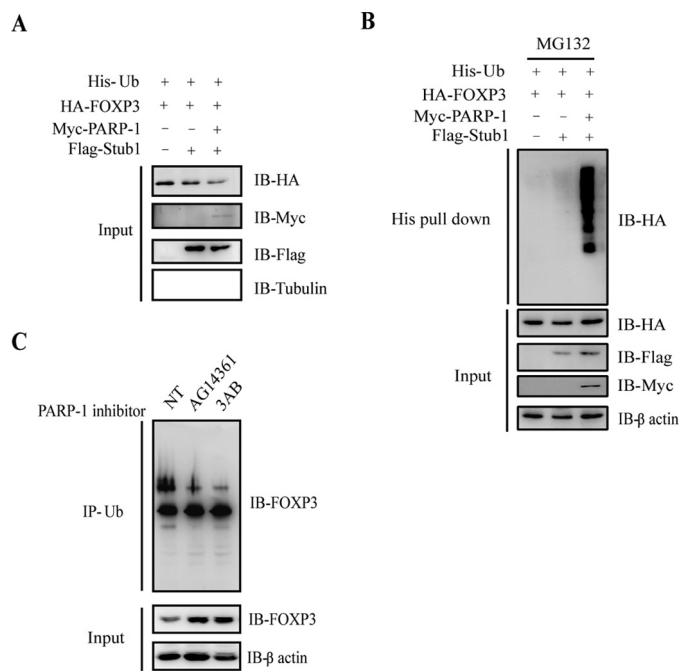 A
His-Ub + + +
HA-FOXP3 + + +
Myc-PARP-1 − − +
Flag-Stub1 − + +
Input
IB-HA
IB-Myc
IB-Flag
IB-Tubulin
B
MG132
His-Ub + + +
HA-FOXP3 + + +
Myc-PARP-1 − − +
Flag-Stub1 − + +
His pull down
IB-HA
Input
IB-HA
IB-Flag
IB-Myc
IB-β actin
C
PARP-1 inhibitor NT AG14361 3AB
IP-Ub
IB-FOXP3
Input
IB-FOXP3
IB-β actin